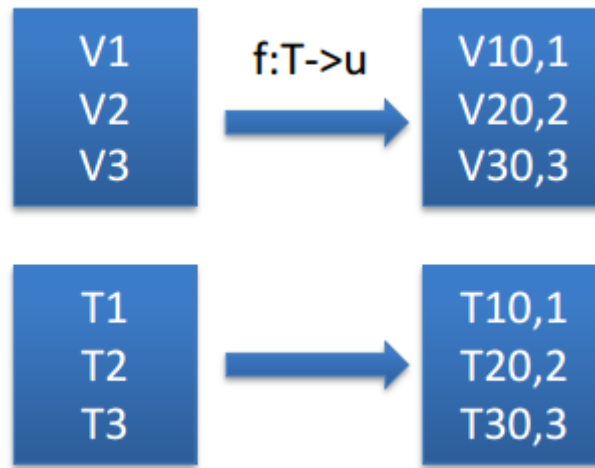 V1
V2
V3
f:T->u
V10,1
V20,2
V30,3
T1
T2
T3
T10,1
T20,2
T30,3